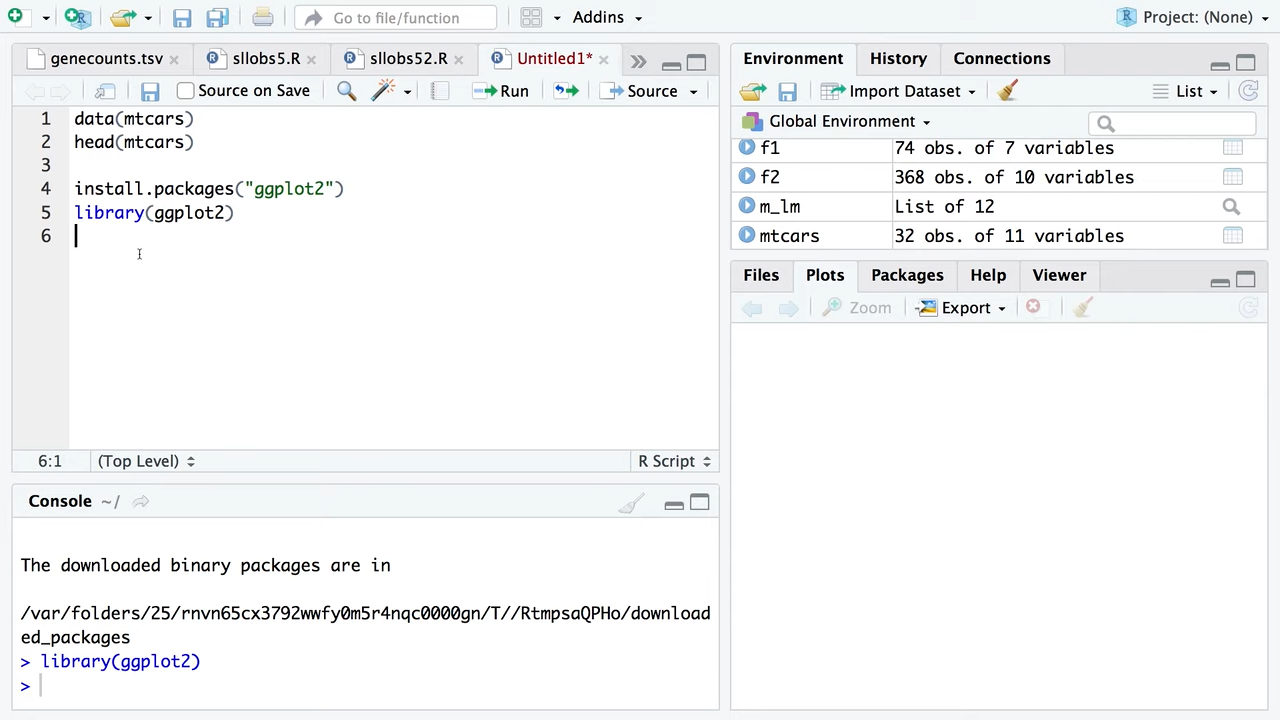 Go to file/function
Addins
Project: (None)
genecounts.tsv
sllobs5.R
sllobs52.R
Untitled1*
Source on Save
Run
Source
1 data(mtcars)
2 head(mtcars)
3
4 install.packages("ggplot2")
5 library(ggplot2)
6
6:1 (Top Level) R Script
Console ~/
The downloaded binary packages are in
/var/folders/25/rnvn65cx3792wwfy0m5r4nqc0000gn/T//RtmpsaQPHo/download
ed_packages
> library(ggplot2)
>
Environment History Connections
Import Dataset List
Global Environment
f1 74 obs. of 7 variables
f2 368 obs. of 10 variables
m_lm List of 12
mtcars 32 obs. of 11 variables
Files Plots Packages Help Viewer
Zoom Export